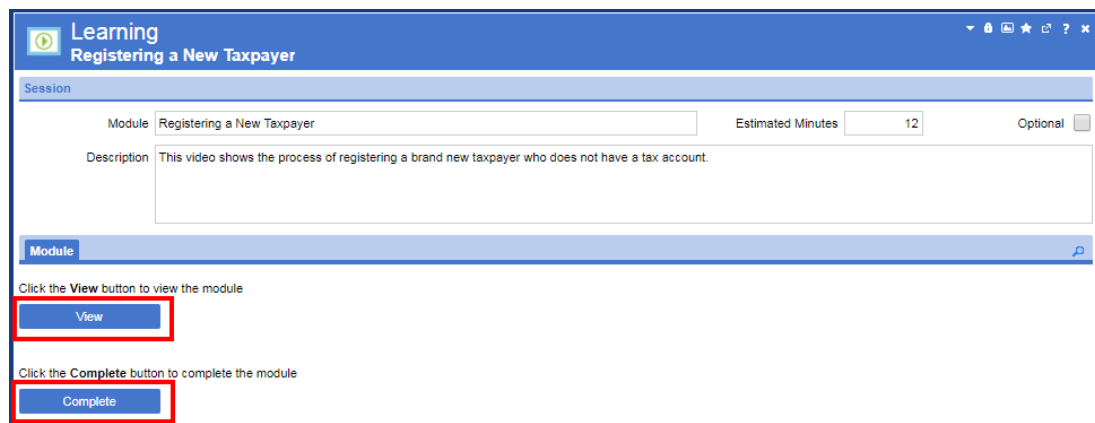 Learning
Registering a New Taxpayer
Session
Module Registering a New Taxpayer Estimated Minutes 12 Optional
Description This video shows the process of registering a brand new taxpayer who does not have a tax account.
Module
Click the View button to view the module
View
Click the Complete button to complete the module
Complete